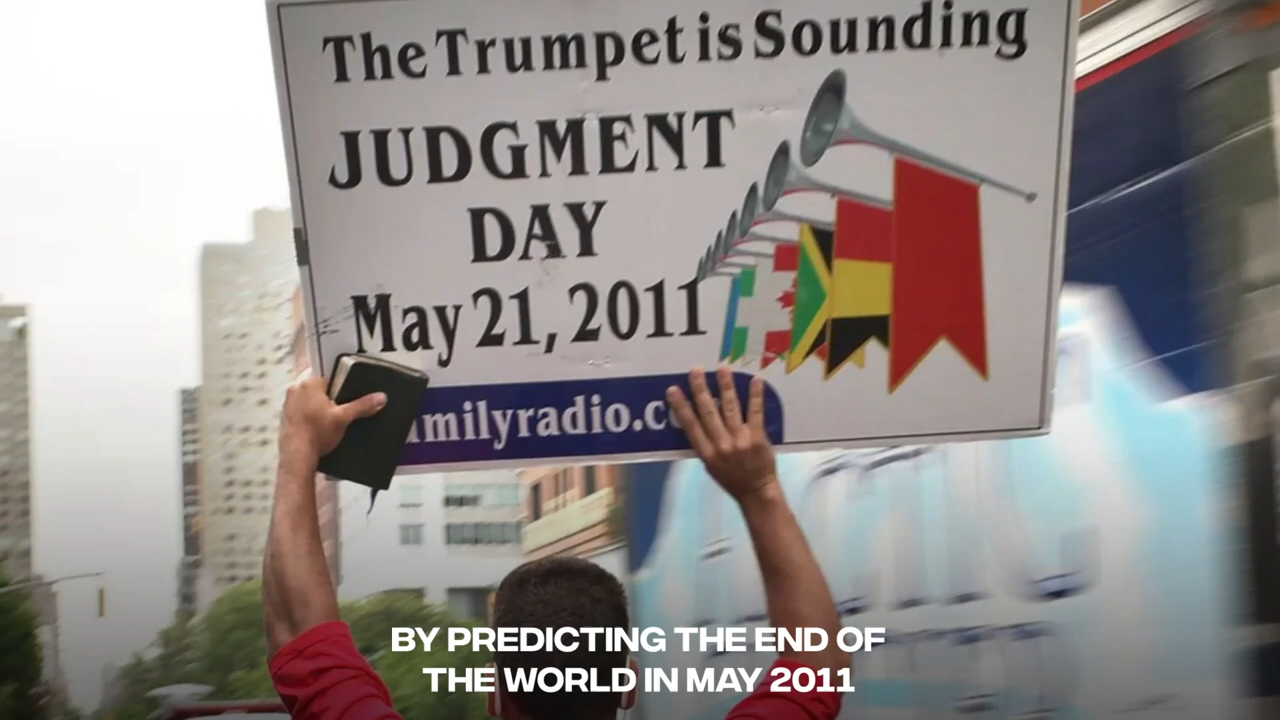 The Trumpet is Sounding
JUDGMENT
DAY
May 21, 2011
amilyradio.c
BY PREDICTING THE END OF
THE WORLD IN MAY 2011